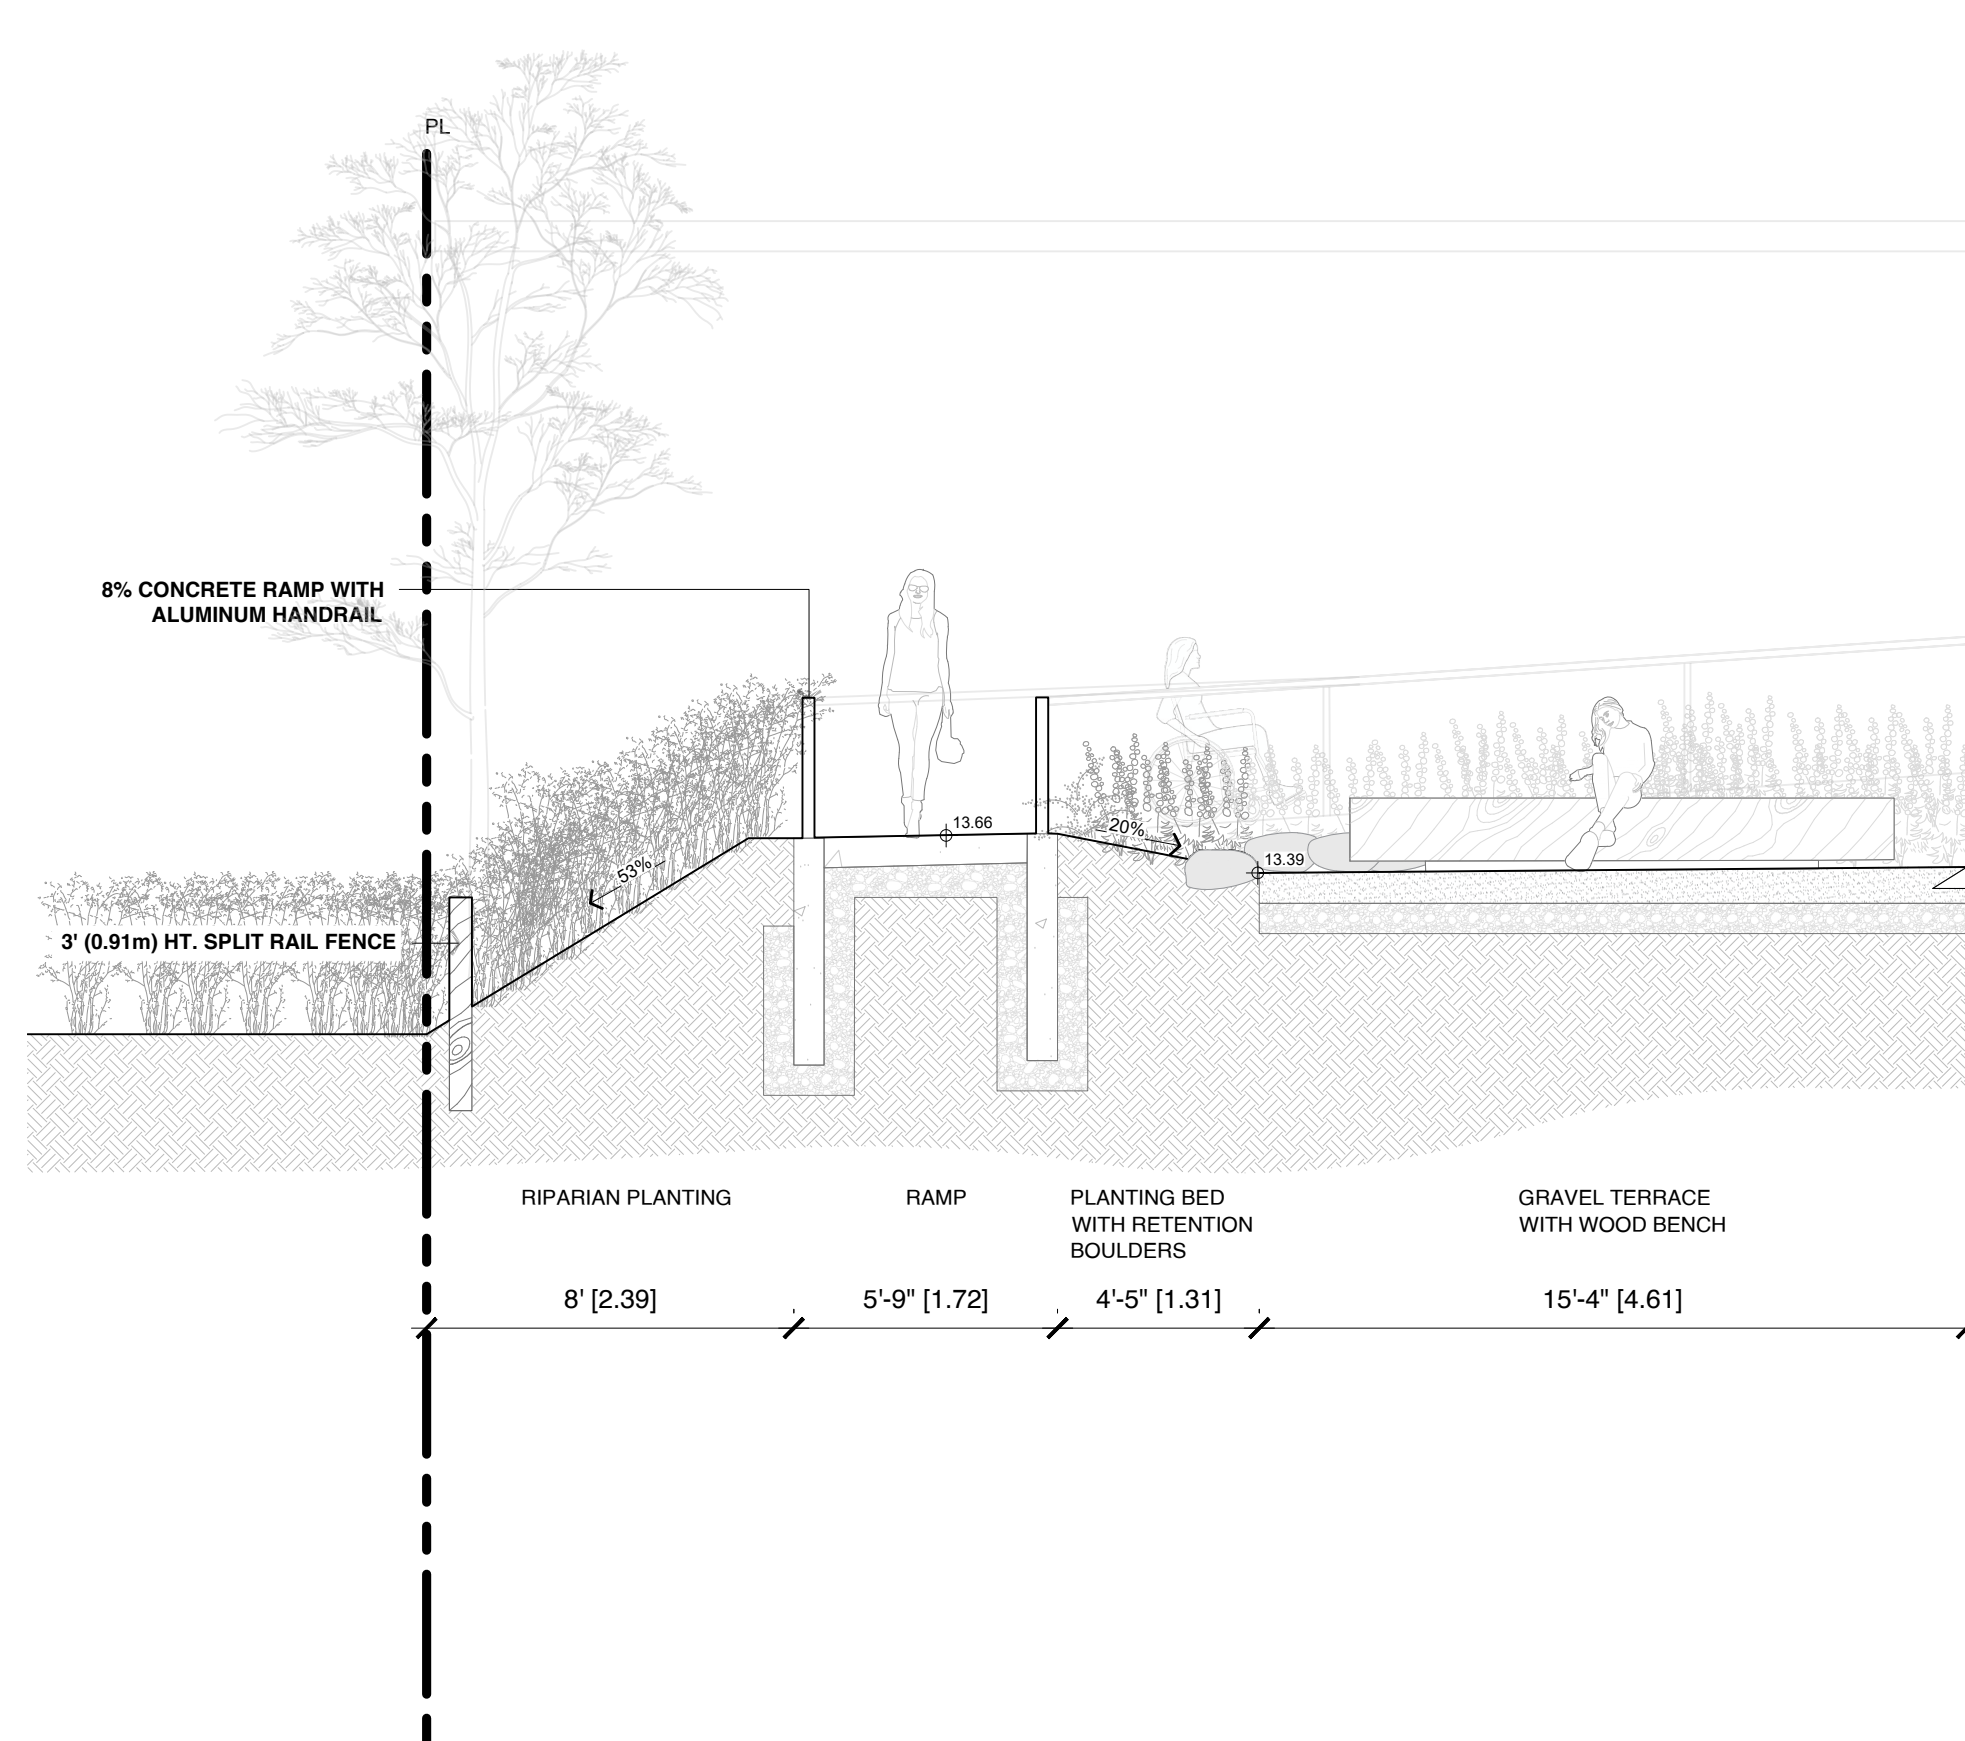 PL
8% CONCRETE RAMP WITH
ALUMINUM HANDRAIL
13.66
20%
13.39
53%
3' (0.91m) HT. SPLIT RAIL FENCE
RIPARIAN PLANTING
RAMP
PLANTING BED
WITH RETENTION
BOULDERS
GRAVEL TERRACE
WITH WOOD BENCH
8' [2.39]
5'-9" [1.72]
4'-5" [1.31]
15'-4" [4.61]